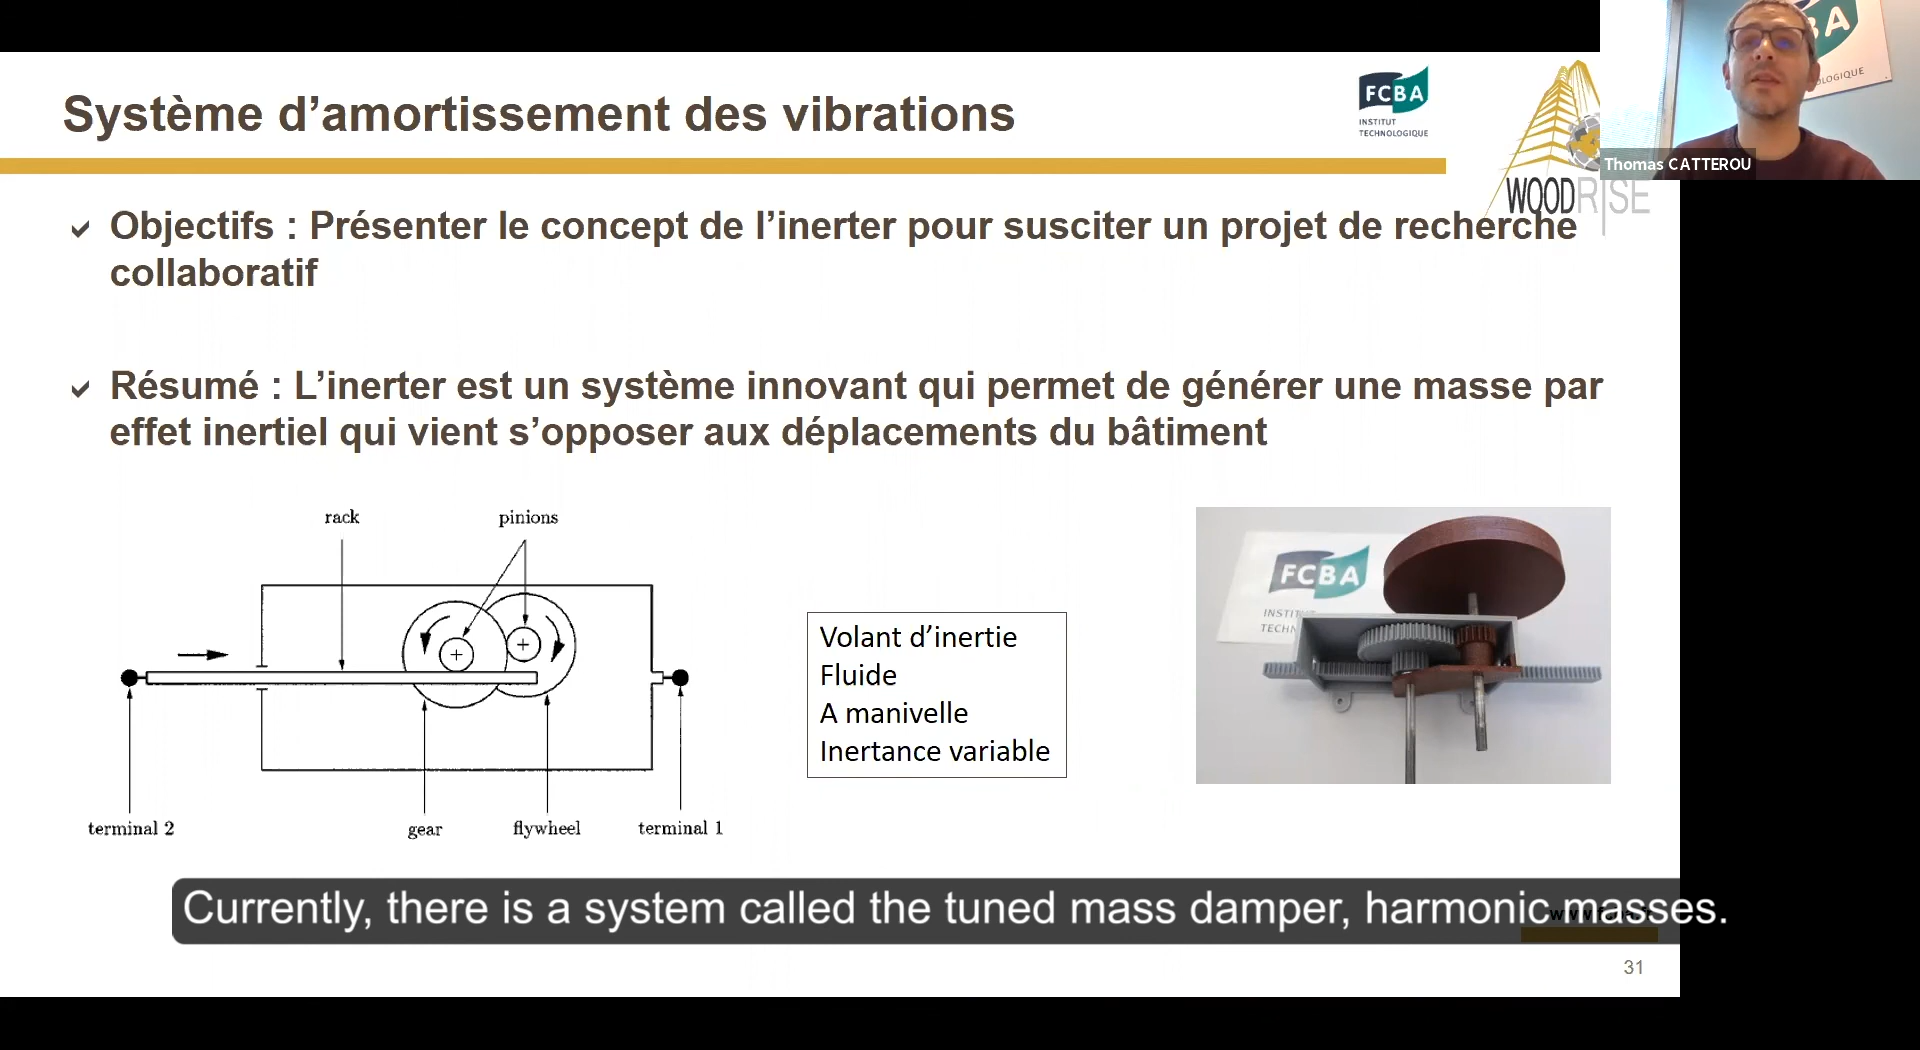 Système d’amortissement des vibrations
FCBA
INSTITUT
TECHNOLOGIQUE
WOODRISE
Thomas CATTEROU
Objectifs : Présenter le concept de l’inerter pour susciter un projet de recherche
collaboratif
Résumé : L’inerter est un système innovant qui permet de générer une masse par
effet inertiel qui vient s’opposer aux déplacements du bâtiment
rack
pinions
terminal 2
gear
flywheel
terminal 1
Volant d’inertie
Fluide
A manivelle
Inertance variable
FCBA
Currently, there is a system called the tuned mass damper, harmonic masses.
31